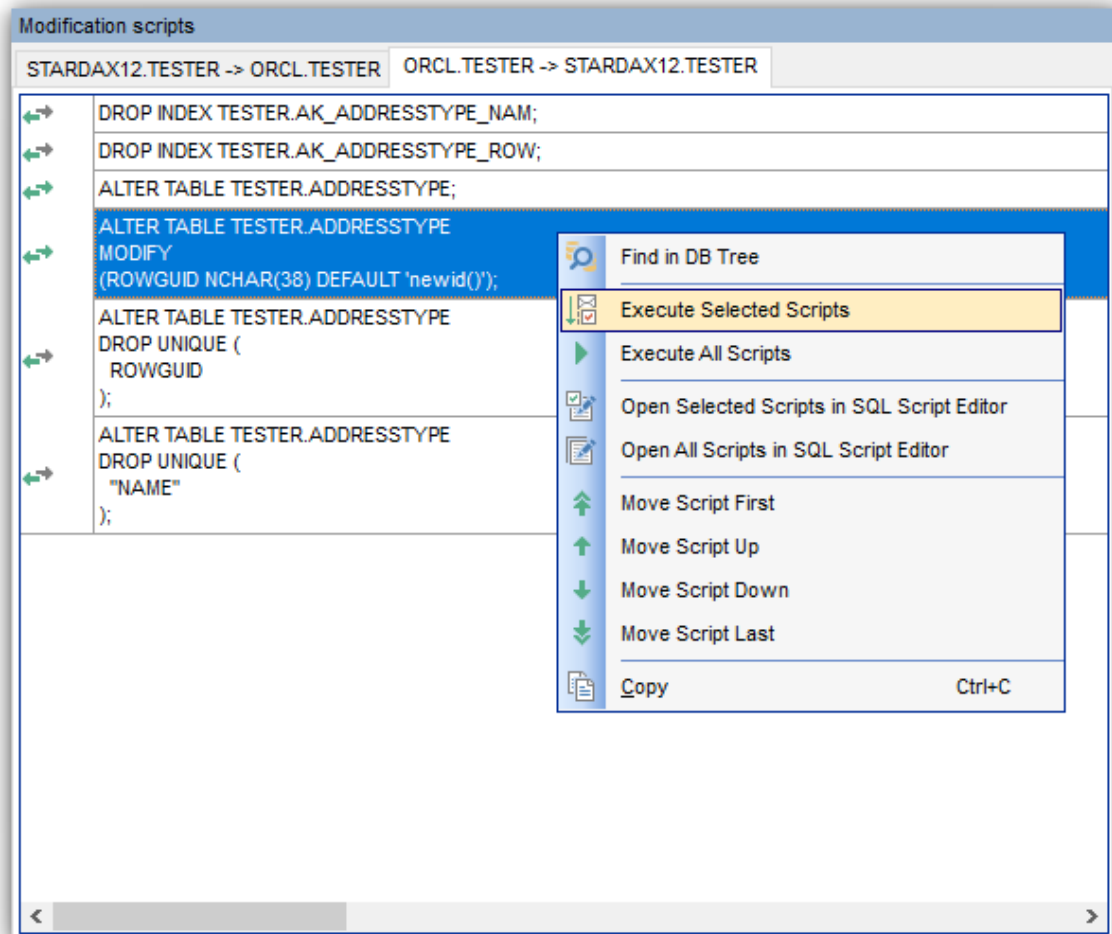 Modification scripts
STARDAX12.TESTER -> ORCL.TESTER
ORCL.TESTER -> STARDAX12.TESTER
DROP INDEX TESTER.AK_ADDRESSTYPE_NAM;
DROP INDEX TESTER.AK_ADDRESSTYPE_ROW;
ALTER TABLE TESTER.ADDRESSTYPE;
ALTER TABLE TESTER.ADDRESSTYPE
MODIFY
(ROWGUID NCHAR(38) DEFAULT 'newid()');
ALTER TABLE TESTER.ADDRESSTYPE
DROP UNIQUE (
ROWGUID
);
ALTER TABLE TESTER.ADDRESSTYPE
DROP UNIQUE (
"NAME"
);
Find in DB Tree
Execute Selected Scripts
Execute All Scripts
Open Selected Scripts in SQL Script Editor
Open All Scripts in SQL Script Editor
Move Script First
Move Script Up
Move Script Down
Move Script Last
Copy Ctrl+C